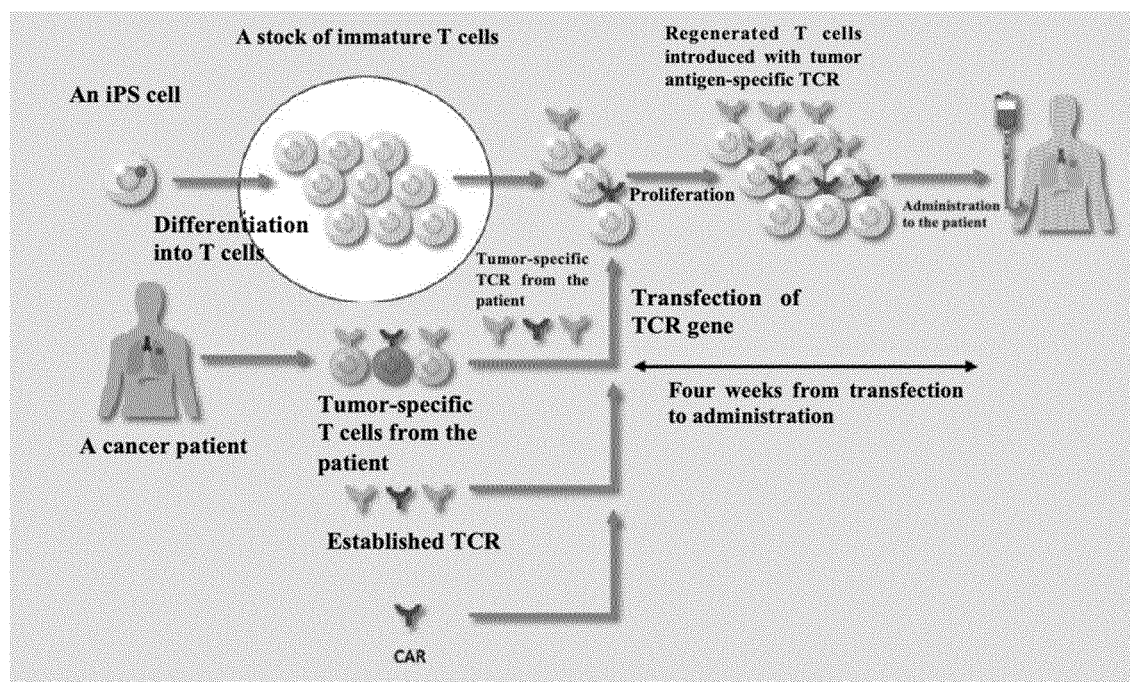 A stock of immature T cells
Regenerated T cells
introduced with tumor
antigen-specific TCR
An iPS cell
Differentiation
into T cells
Proliferation
Administration
to the patient
Tumor-specific
TCR from the
patient
Transfection of
TCR gene
Four weeks from transfection
to administration
A cancer patient
Tumor-specific
T cells from the
patient
Established TCR
CAR